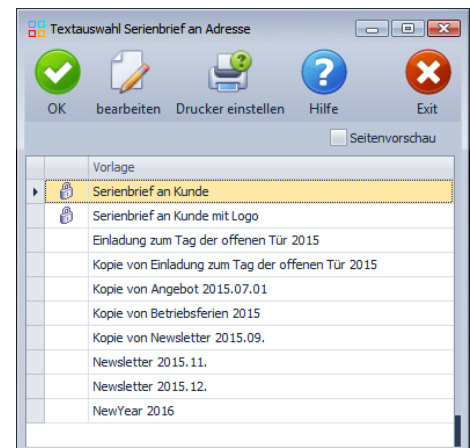 Textauswahl Serienbrief an Adresse
OK bearbeiten Drucker einstellen Hilfe Exit
Seitenvorschau
Vorlage
Serienbrief an Kunde
Serienbrief an Kunde mit Logo
Einladung zum Tag der offenen Tür 2015
Kopie von Einladung zum Tag der offenen Tür 2015
Kopie von Angebot 2015.07.01
Kopie von Betriebsferien 2015
Kopie von Newsletter 2015.09.
Newsletter 2015.11.
Newsletter 2015.12.
NewYear 2016